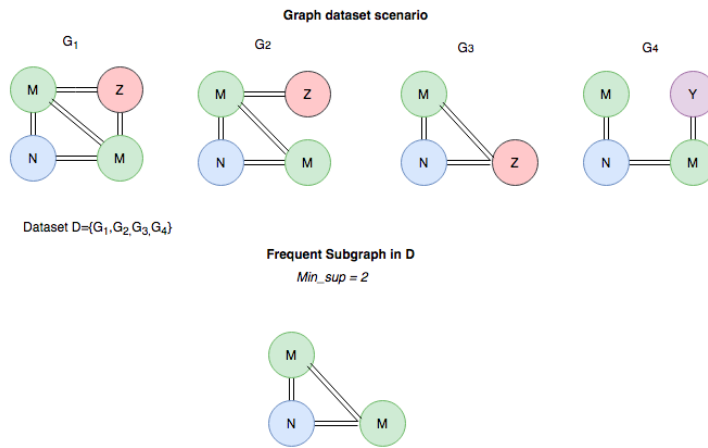 Graph dataset scenario
G1 G2 G3 G4
M Z M Z M M Y
N M N M N Z N M
Dataset D={G1,G2,G3,G4}
Frequent Subgraph in D
Min_sup = 2
M
N M